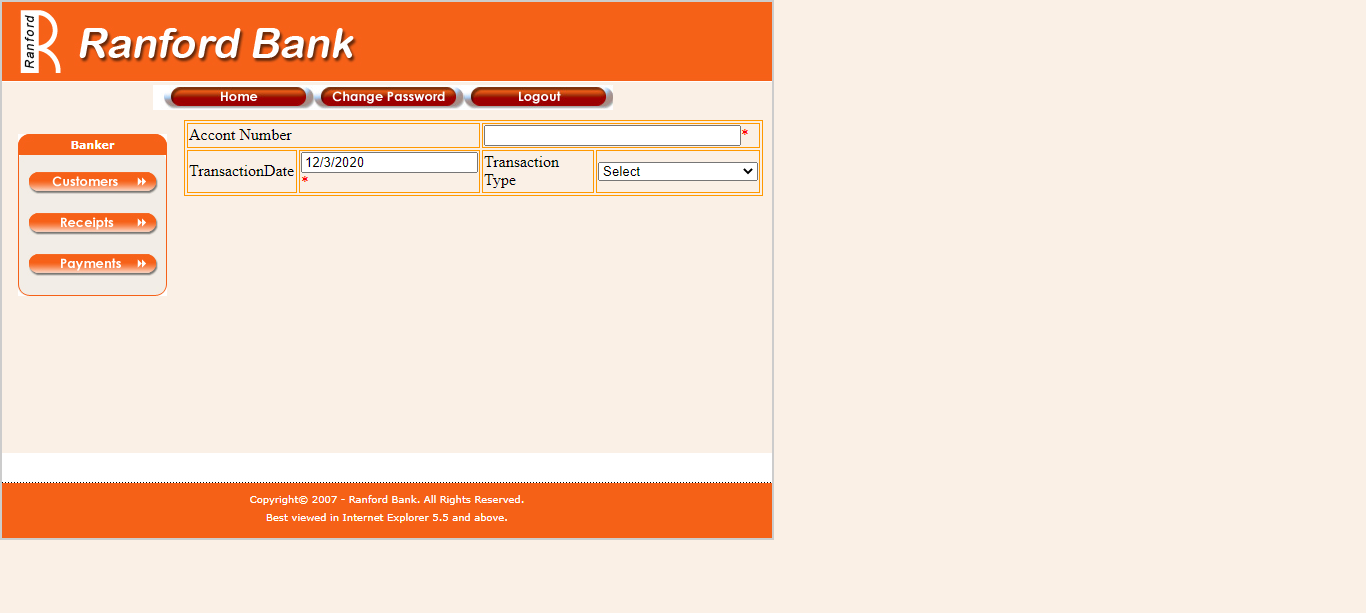 Ranford
Ranford Bank
Home
Change Password
Logout
Banker
Customers
Receipts
Payments
Accont Number
*
TransactionDate
12/3/2020
*
Transaction
Type
Select
Copyright© 2007 - Ranford Bank. All Rights Reserved.
Best viewed in Internet Explorer 5.5 and above.